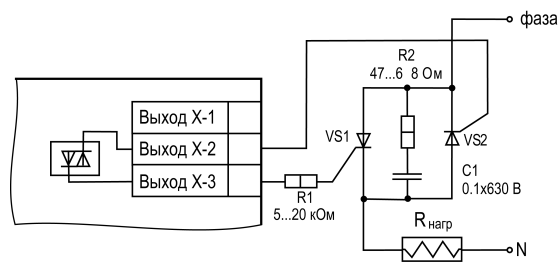 фаза
R2
47...6 8 Ом
Выход X-1
Выход X-2
Выход X-3
VS1
VS2
C1
0.1x630 В
R1
5...20 кОм
Rнагр
N